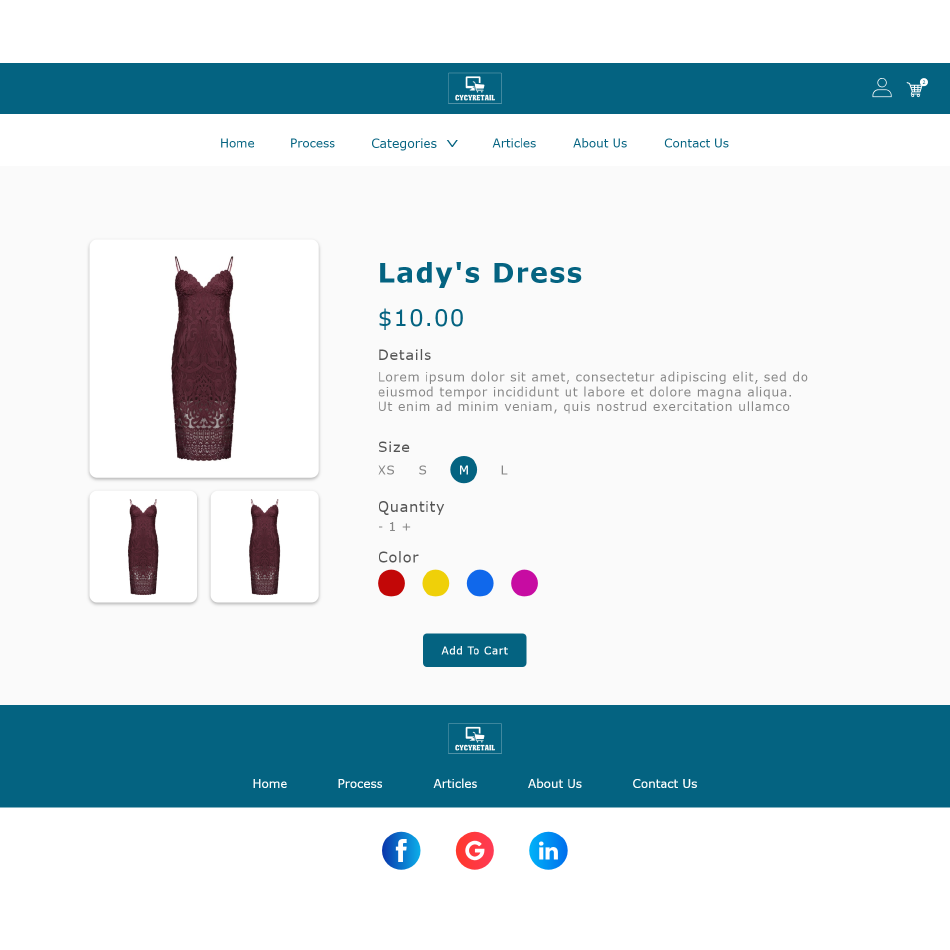 CYCYRETAIL
Home Process Categories Articles About Us Contact Us
Lady's Dress
$10.00
Details
Lorem ipsum dolor sit amet, consectetur adipiscing elit, sed do
eiusmod tempor incididunt ut labore et dolore magna aliqua.
Ut enim ad minim veniam, quis nostrud exercitation ullamco
Size
XS S M L
Quantity
- 1 +
Color
Add To Cart
CYCYRETAIL
Home Process Articles About Us Contact Us
f G in